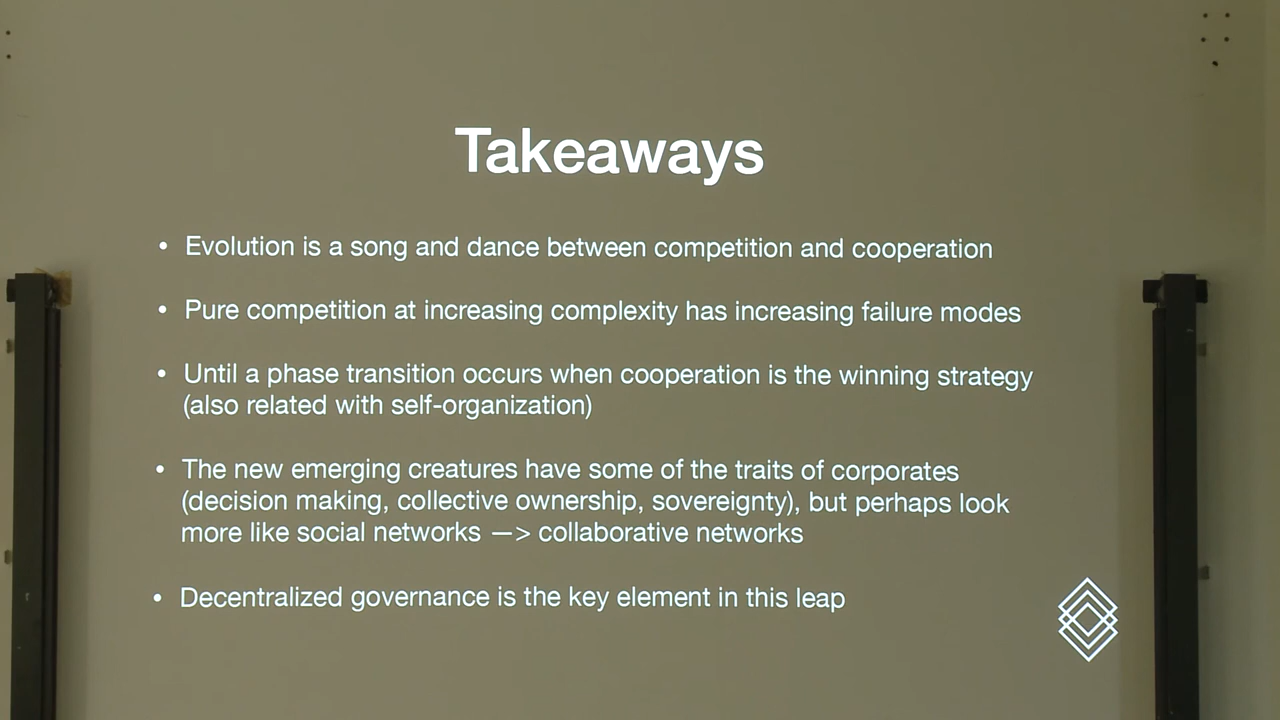 Takeaways
• Evolution is a song and dance between competition and cooperation
• Pure competition at increasing complexity has increasing failure modes
• Until a phase transition occurs when cooperation is the winning strategy
(also related with self-organization)
• The new emerging creatures have some of the traits of corporates
(decision making, collective ownership, sovereignty), but perhaps look
more like social networks —> collaborative networks
• Decentralized governance is the key element in this leap